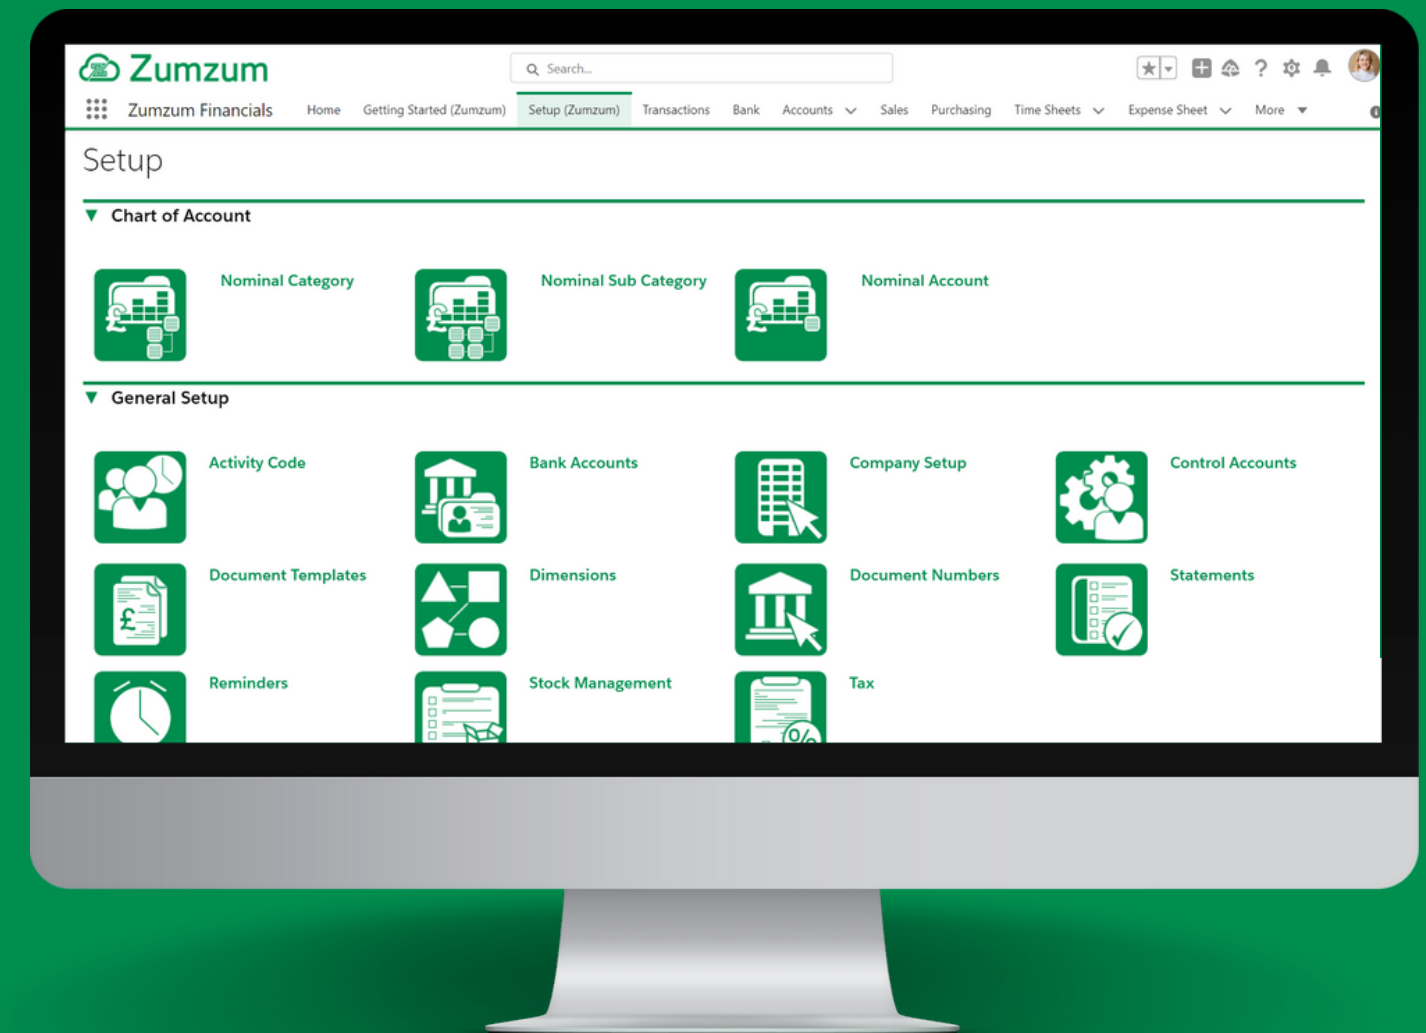 Zumzum
Search...
Zumzum Financials Home Getting Started (Zumzum) Setup (Zumzum) Transactions Bank Accounts Sales Purchasing Time Sheets Expense Sheet More
Setup
Chart of Account
Nominal Category Nominal Sub Category Nominal Account
General Setup
Activity Code Bank Accounts Company Setup Control Accounts
Document Templates Dimensions Document Numbers Statements
Reminders Stock Management Tax